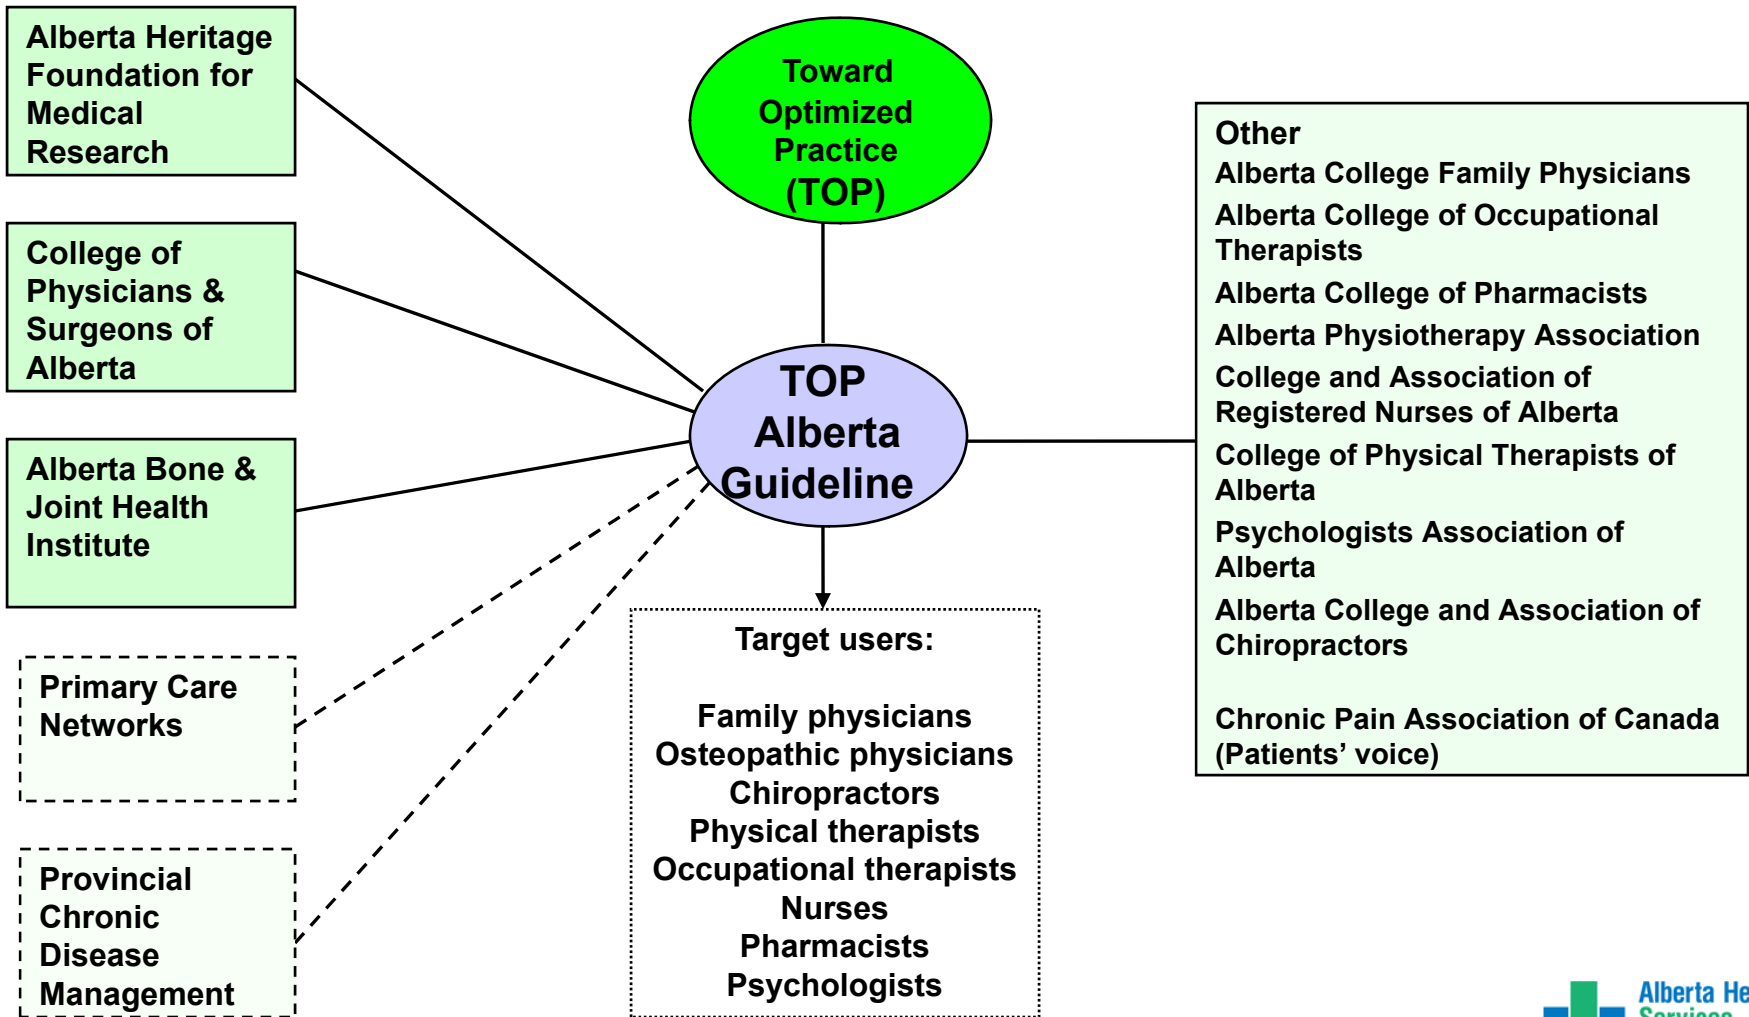 Alberta Heritage
Foundation for
Medical
Research
College of
Physicians &
Surgeons of
Alberta
Alberta Bone &
Joint Health
Institute
Primary Care
Networks
Provincial
Chronic
Disease
Management
Toward
Optimized
Practice
(TOP)
TOP
Alberta
Guideline
Target users:
Family physicians
Osteopathic physicians
Chiropractors
Physical therapists
Occupational therapists
Nurses
Pharmacists
Psychologists
Other
Alberta College Family Physicians
Alberta College of Occupational
Therapists
Alberta College of Pharmacists
Alberta Physiotherapy Association
College and Association of
Registered Nurses of Alberta
College of Physical Therapists of
Alberta
Psychologists Association of
Alberta
Alberta College and Association of
Chiropractors
Chronic Pain Association of Canada
(Patients’ voice)
Alberta He
Services